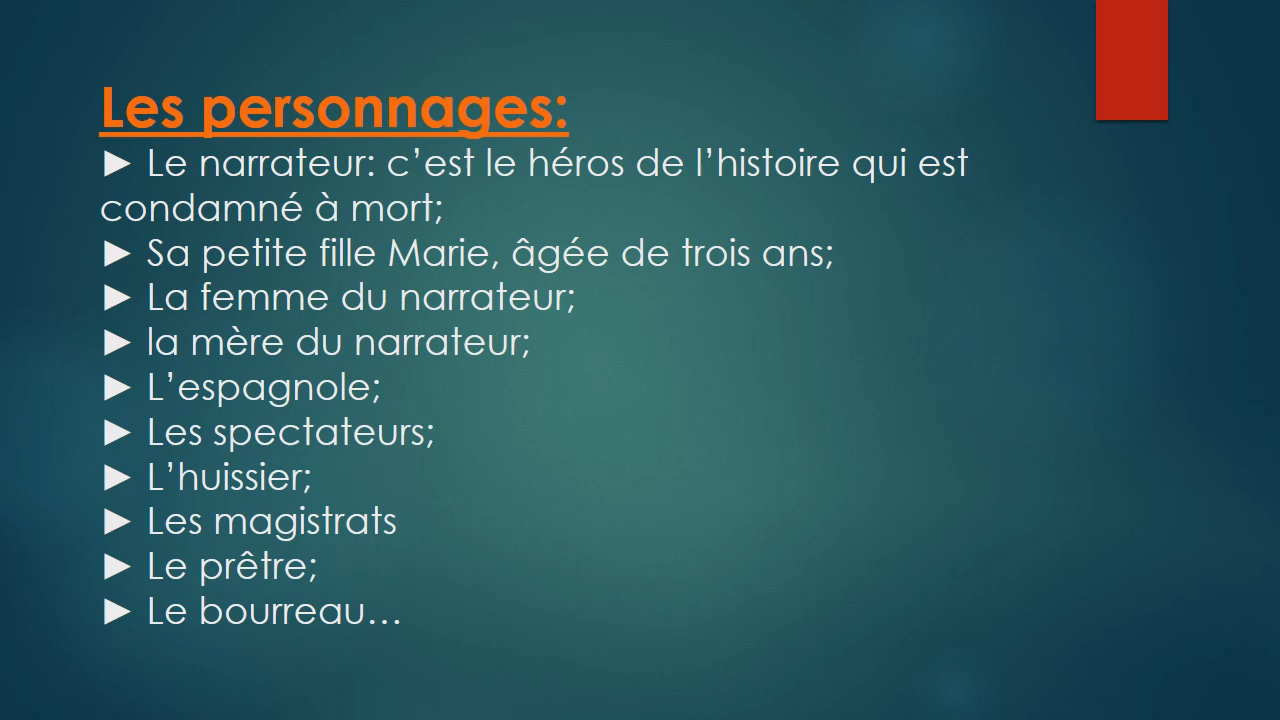 Les personnages:
► Le narrateur: c’est le héros de l’histoire qui est
condamné à mort;
► Sa petite fille Marie, âgée de trois ans;
► La femme du narrateur;
► la mère du narrateur;
► L’espagnole;
► Les spectateurs;
► L’huissier;
► Les magistrats
► Le prêtre;
► Le bourreau…